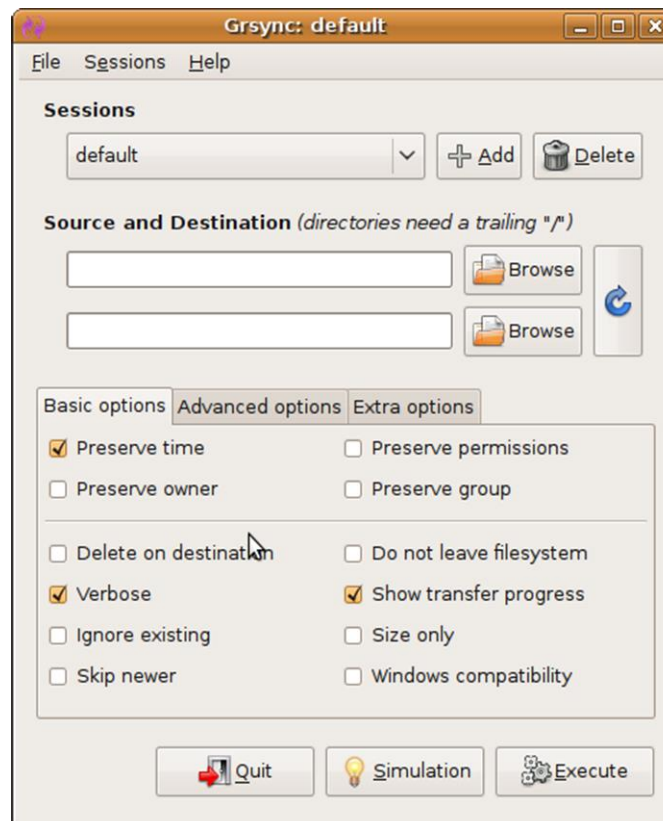 Grsync: default
File Sessions Help
Sessions
default Add Delete
Source and Destination (directories need a trailing "/")
Browse
Browse
Basic options Advanced options Extra options
Preserve time Preserve permissions
Preserve owner Preserve group
Delete on destination Do not leave filesystem
Verbose Show transfer progress
Ignore existing Size only
Skip newer Windows compatibility
Quit Simulation Execute